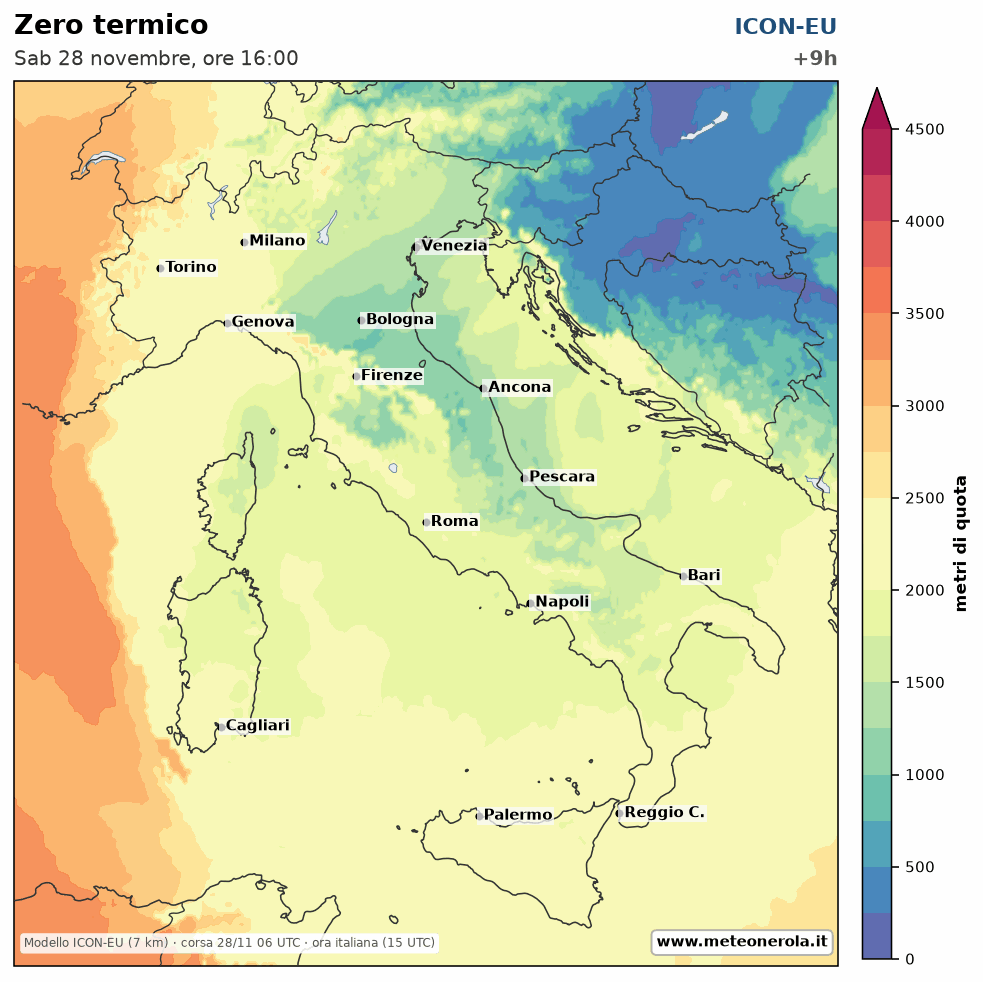 Zero termico
ICON-EU
Sab 28 novembre, ore 16:00
+9h
4500
4000
3500
3000
2500
2000
1500
1000
500
0
metri di quota
Milano
Venezia
Torino
Genova
Bologna
Firenze
Ancona
Pescara
Roma
Bari
Napoli
Cagliari
Palermo
Reggio C.
Modello ICON-EU (7 km) · corsa 28/11 06 UTC · ora italiana (15 UTC)
www.meteonerola.it